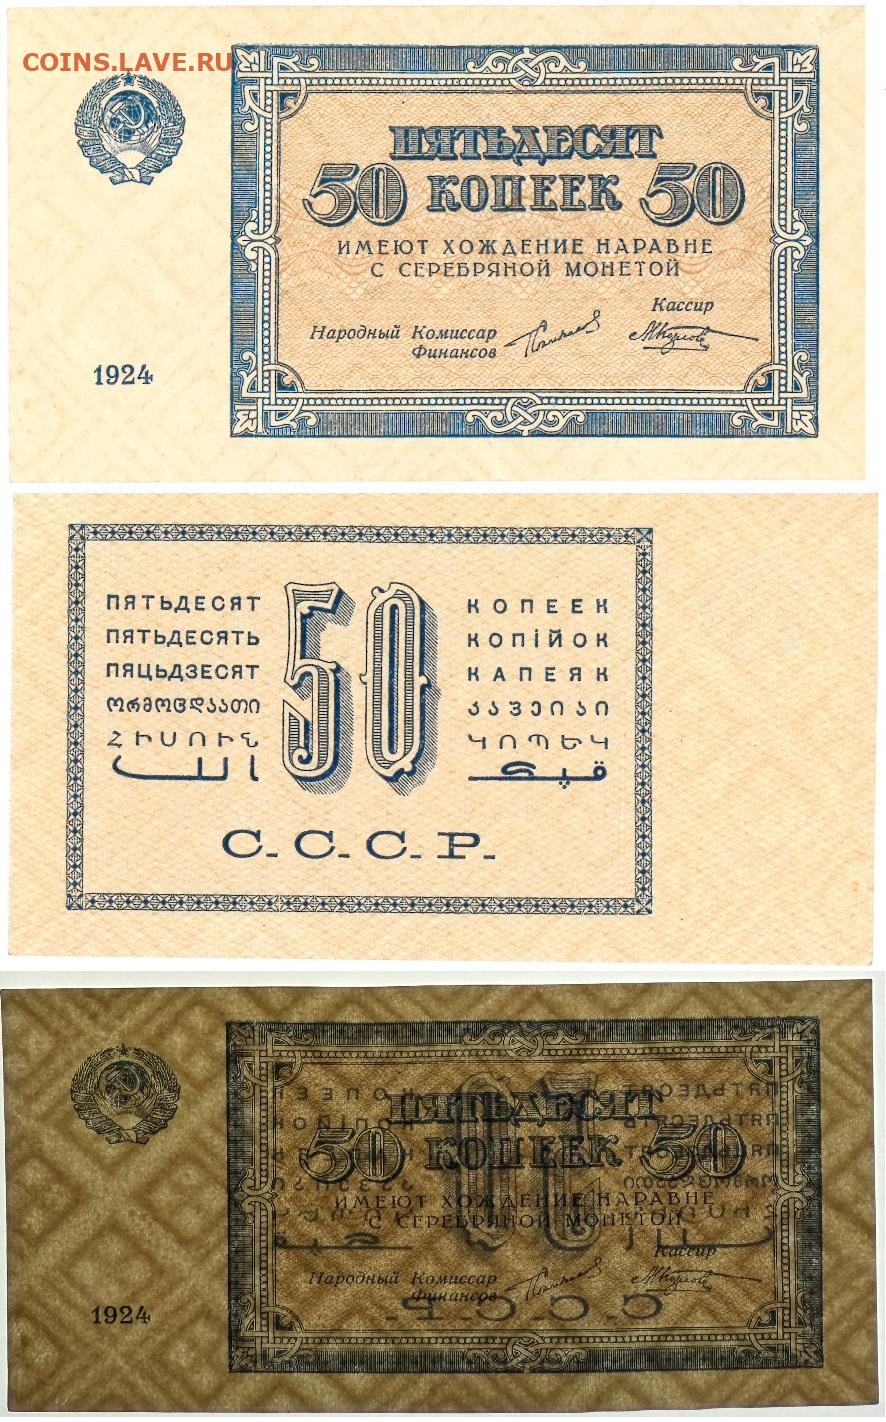 COINS.LAVE.RU
ПЯТЬДЕСЯТ
50 КОПЕЕК 50
ИМЕЮТ ХОЖДЕНИЕ НАРАВНЕ
С СЕРЕБРЯНОЙ МОНЕТОЙ
Кассир
Народный Комиссар
Финансов
1924
ПЯТЬДЕСЯТ 50 КОПЕЕК
ПЯТЬДЕСЯТЬ КОПІЙОК
ПЯЦЬДЗЕСЯТ КАПЕЯК
ორმოცდაათი კაპეიკი
ՀԻՍՈՒՆ ԿՈՊԵԿ
اللی قپک
С.С.С.Р.
ПЯТЬДЕСЯТ
50 КОПЕЕК 50
ИМЕЮТ ХОЖДЕНИЕ НАРАВНЕ
С СЕРЕБРЯНОЙ МОНЕТОЙ
Кассир
Народный Комиссар
Финансов
1924